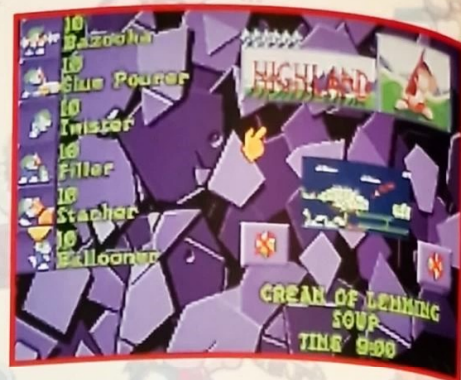 10
Bazooka
10
Glue Pourer
10
Twister
10
Filler
10
Stacker
10
Ballooner
HIGHLAND
CREAM OF LEMMING
SOUP
TIME 9:00